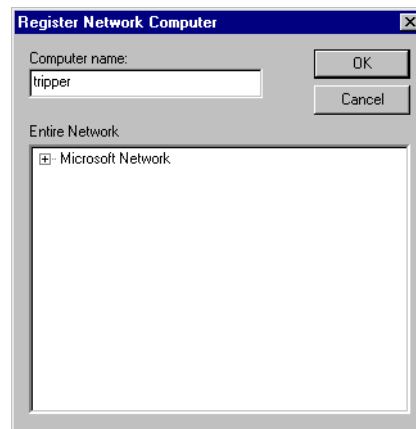 Register Network Computer
Computer name:
tripper
OK
Cancel
Entire Network
Microsoft Network